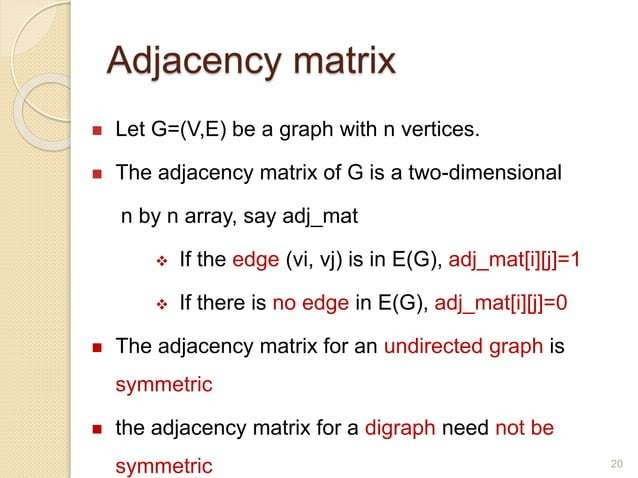 Adjacency matrix
Let G=(V,E) be a graph with n vertices.
The adjacency matrix of G is a two-dimensional
n by n array, say adj_mat
If the edge (vi, vj) is in E(G), adj_mat[i][j]=1
If there is no edge in E(G), adj_mat[i][j]=0
The adjacency matrix for an undirected graph is
symmetric
the adjacency matrix for a digraph need not be
symmetric
20